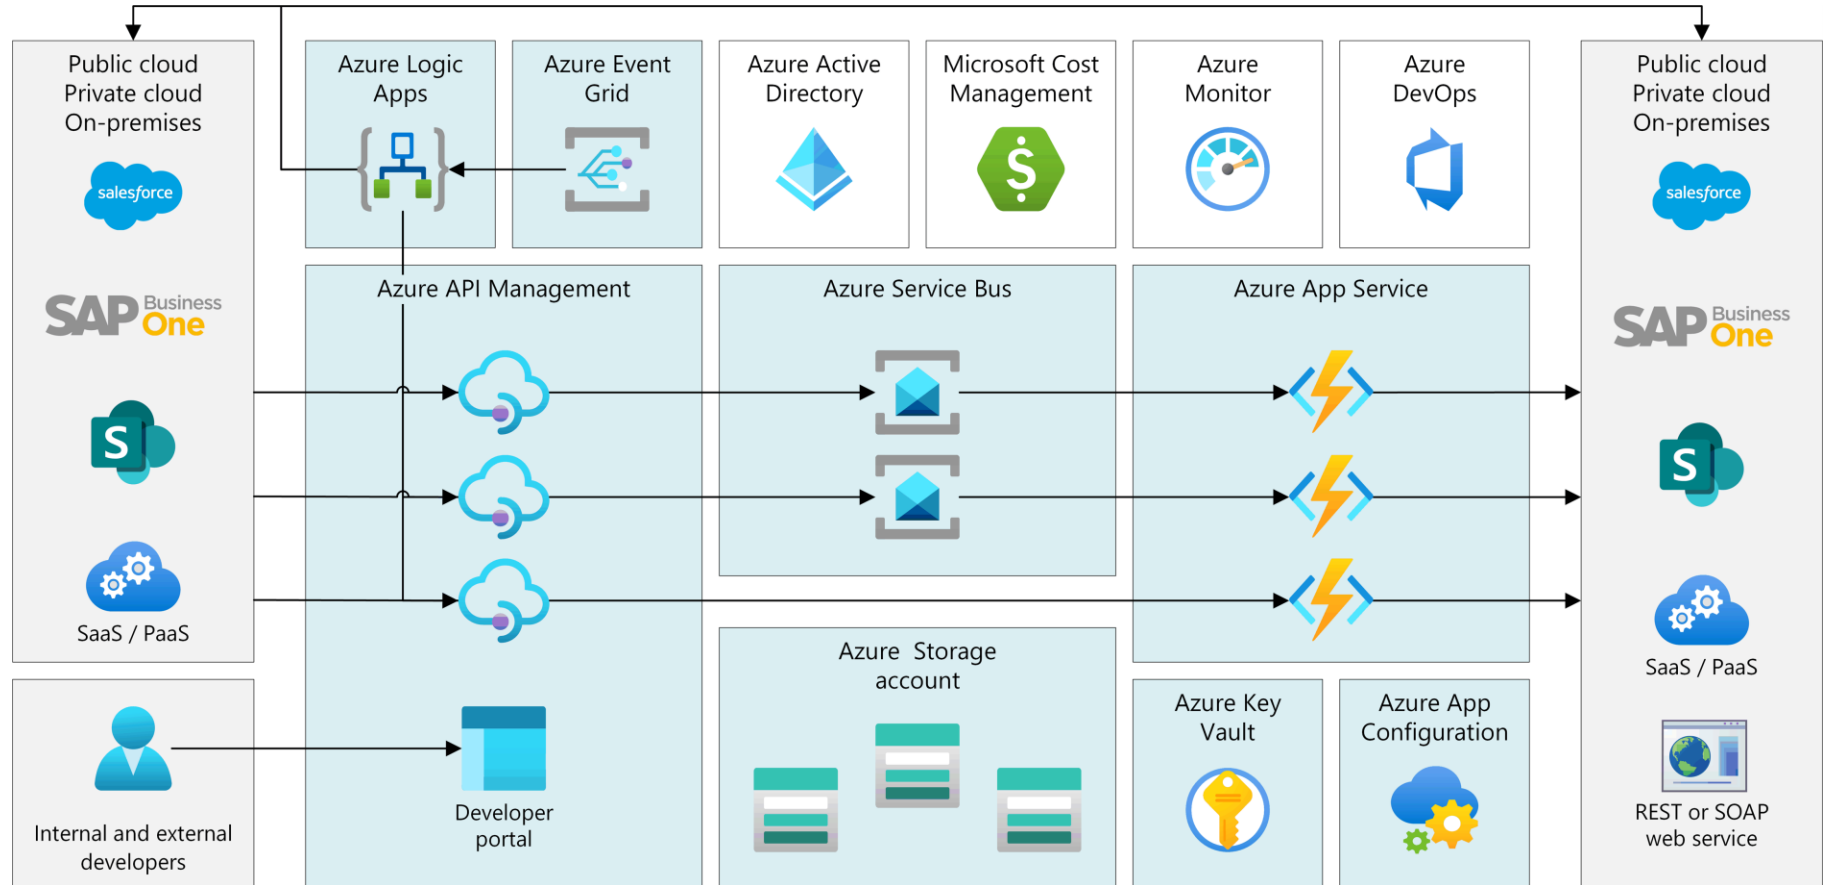 Public cloud
Private cloud
On-premises
salesforce
SAP Business
One
S
SaaS / PaaS
Internal and external
developers
Azure Logic
Apps
Azure Event
Grid
Azure Active
Directory
Microsoft Cost
Management
$
Azure
Monitor
Azure
DevOps
Azure API Management
Developer
portal
Azure Service Bus
Azure App Service
Azure  Storage
account
Azure Key
Vault
Azure App
Configuration
Public cloud
Private cloud
On-premises
salesforce
SAP Business
One
S
SaaS / PaaS
REST or SOAP
web service